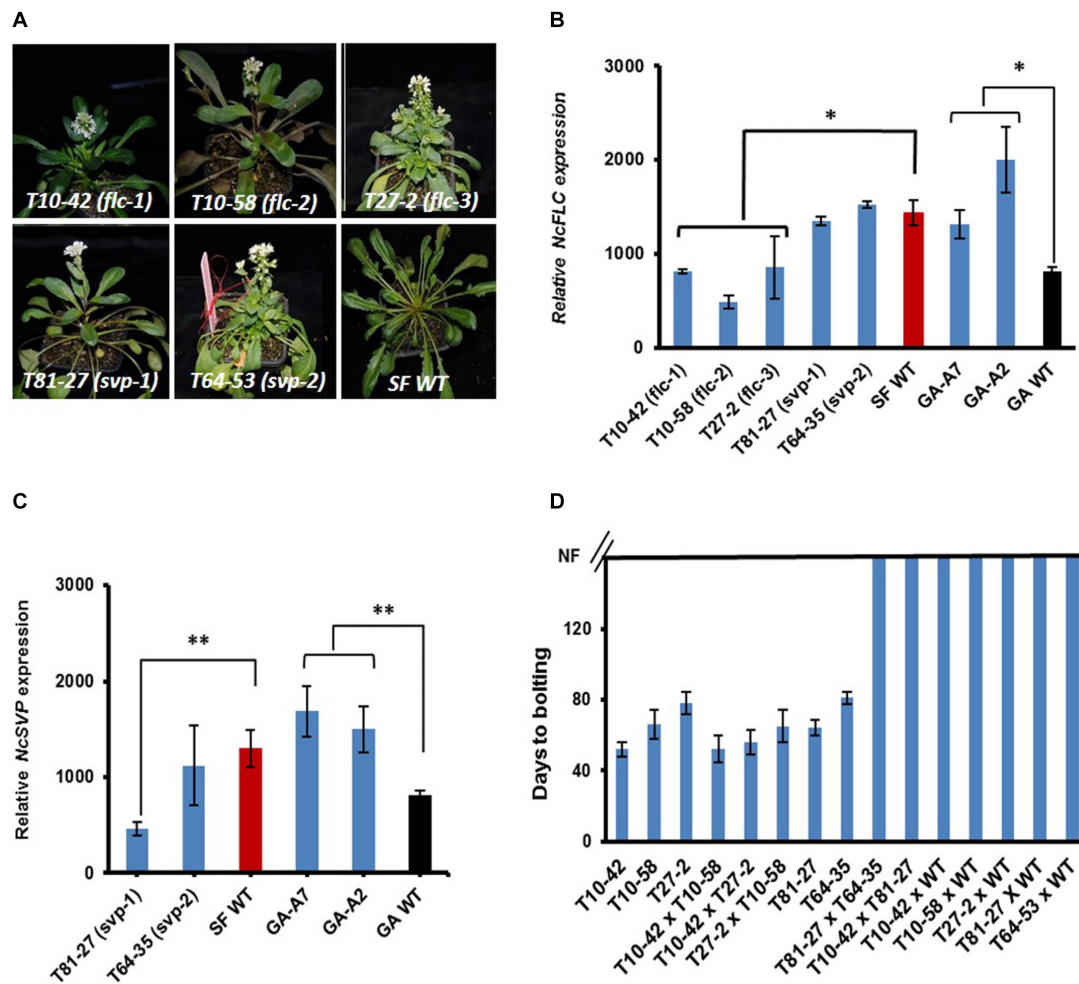 A
T10-42 (flc-1)
T10-58 (flc-2)
T27-2 (flc-3)
T81-27 (svp-1)
T64-53 (svp-2)
SF WT
B
Relative NcFLC expression
3000
2000
1000
0
*
*
T10-42 (flc-1)
T10-58 (flc-2)
T27-2 (flc-3)
T81-27 (svp-1)
T64-35 (svp-2)
SF WT
GA-A7
GA-A2
GA WT
C
Relative NcSVP expression
3000
2000
1000
0
**
**
T81-27 (svp-1)
T64-35 (svp-2)
SF WT
GA-A7
GA-A2
GA WT
D
Days to bolting
NF
120
80
40
0
T10-42
T10-58
T27-2
T10-42 x T10-58
T10-42 x T27-2
T27-2 x T10-58
T81-27
T64-35
T81-27 x T64-35
T10-42 x T81-27
T10-42 x WT
T10-58 x WT
T27-2 x WT
T81-27 x WT
T64-53 x WT